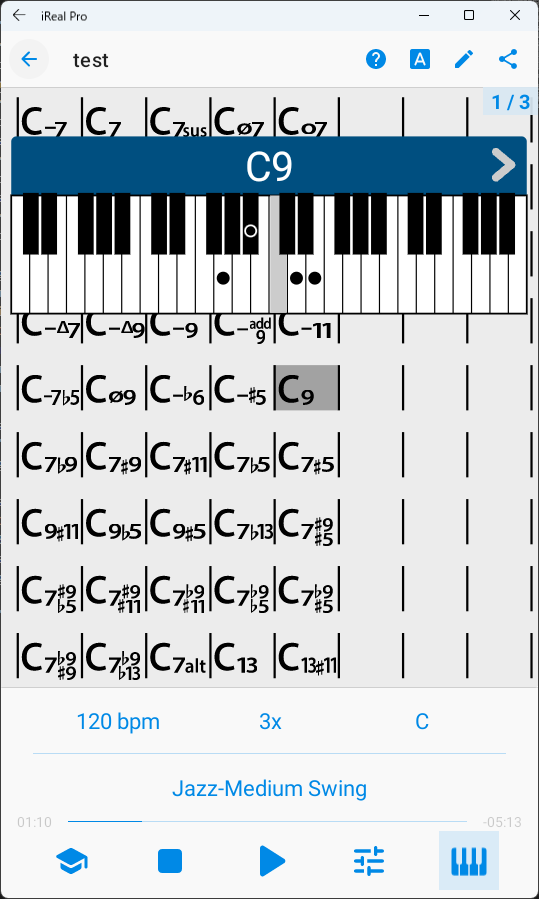 iReal Pro
test
A
1 / 3
C-7 C7 C7sus CØ7 Co7
C9
C-Δ7 C-Δ9 C-9 C-add9 C-11
C-7♭5 CØ9 C-♭6 C-♯5 C9
C7♭9 C7♯9 C7♯11 C7♭5 C7♯5
C9♯11 C9♭5 C9♯5 C7♭13 C7♯9♯5
C7♯9♭5 C7♯9♯11 C7♭9♯11 C7♭9♭5 C7♭9♯5
C7♭9♯9 C7♭9♭13 C7alt C13 C13♯11
120 bpm 3x C
Jazz-Medium Swing
01:10 -05:13